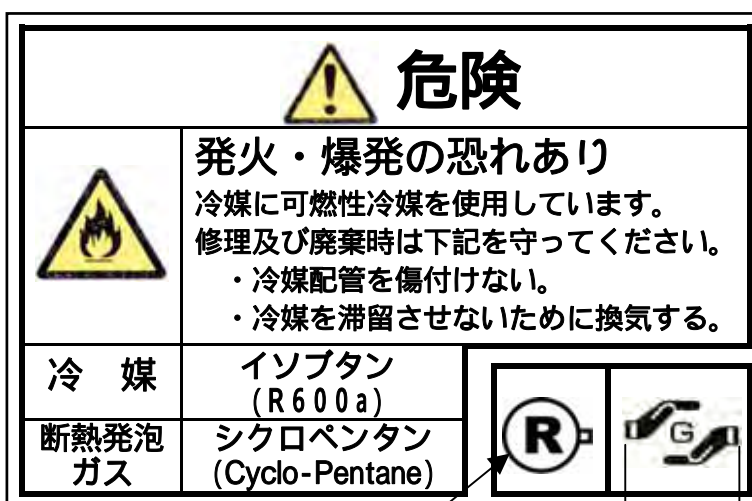 危険
発火・爆発の恐れあり
冷媒に可燃性冷媒を使用しています。
修理及び廃棄時は下記を守ってください。
・冷媒配管を傷付けない。
・冷媒を滞留させないために換気する。
冷　媒
イソブタン
(R600a)
断熱発泡
ガス
シクロペンタン
(Cyclo-Pentane)
R
G